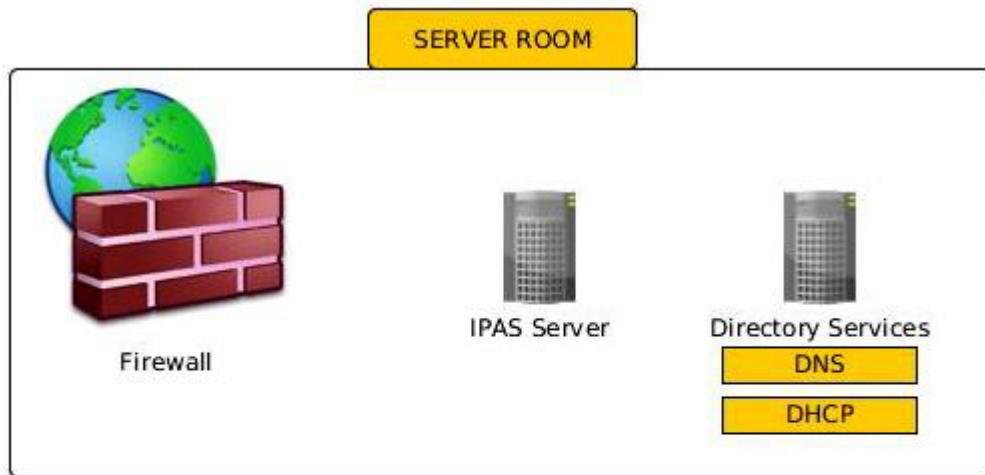 SERVER ROOM
Firewall
IPAS Server
Directory Services
DNS
DHCP